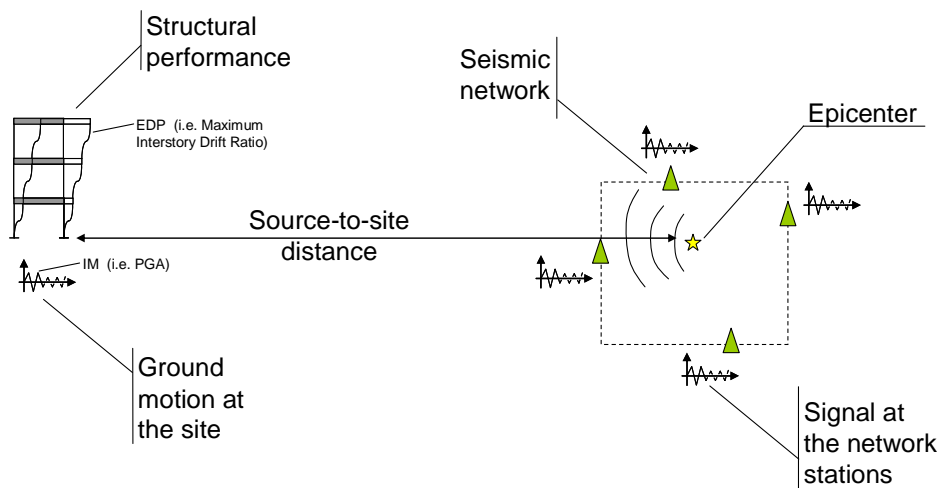 Structural
performance
EDP (i.e. Maximum
Interstory Drift Ratio)
Seismic
network
Epicenter
Source-to-site
distance
IM (i.e. PGA)
Ground
motion at
the site
Signal at
the network
stations